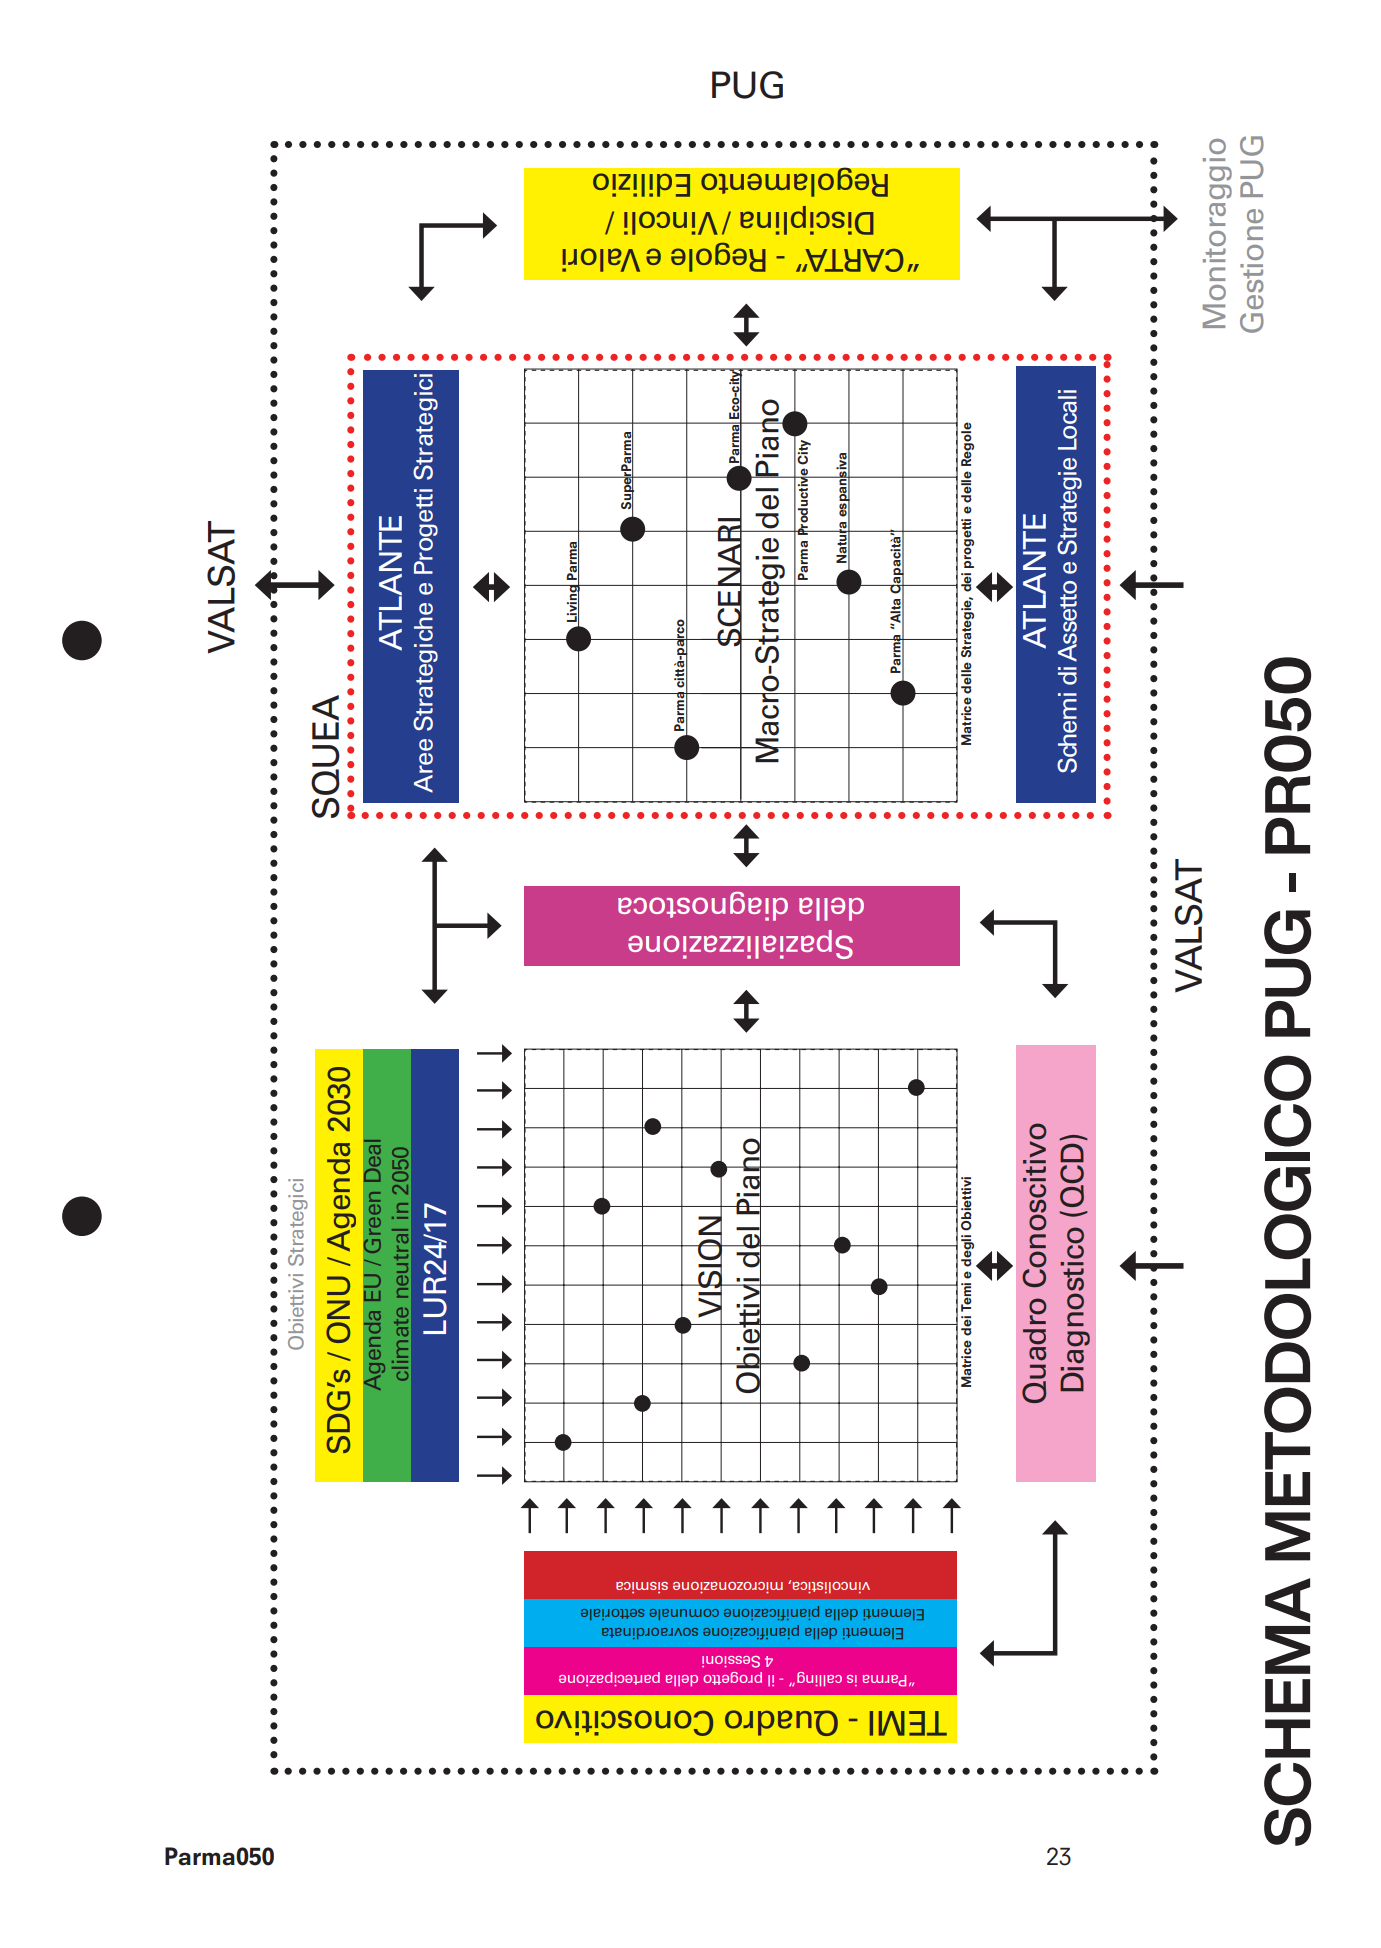 PUG
Monitoraggio
Gestione PUG
"CARTA" - Regole e Valori
Disciplina / Vincoli /
Regolamento Edilizio
VALSAT
SQUEA
ATLANTE
Aree Strategiche e Progetti Strategici
Living Parma
SuperParma
Parma città-parco
Parma Eco-city
SCENARI
Macro-Strategie del Piano
Parma Productive City
Natura espansiva
Parma "Alta Capacità"
Matrice delle Strategie, dei progetti e delle Regole
ATLANTE
Schemi di Assetto e Strategie Locali
Spazializzazione
della diagnostoca
VALSAT
Obiettivi Strategici
SDG's / ONU / Agenda 2030
Agenda EU / Green Deal
climate neutral in 2050
LUR24/17
VISION
Obiettivi del Piano
Matrice dei Temi e degli Obiettivi
Quadro Conoscitivo
Diagnostico (QCD)
TEMI - Quadro Conoscitivo
"Parma is calling" - il progetto della partecipazione
4 Sessioni
Elementi della pianificazione sovraordinata
Elementi della pianificazione comunale settoriale
vincolistica, microzonazione sismica
SCHEMA METODOLOGICO PUG - PR050
Parma050
23